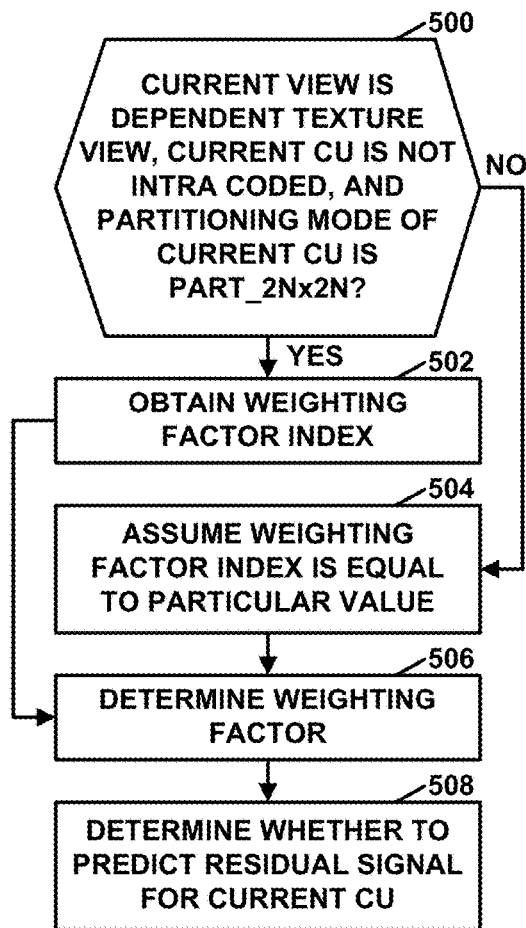 500
CURRENT VIEW IS
DEPENDENT TEXTURE
VIEW, CURRENT CU IS NOT
INTRA CODED, AND
PARTITIONING MODE OF
CURRENT CU IS
PART_2Nx2N?
NO
YES
502
OBTAIN WEIGHTING
FACTOR INDEX
504
ASSUME WEIGHTING
FACTOR INDEX IS EQUAL
TO PARTICULAR VALUE
506
DETERMINE WEIGHTING
FACTOR
508
DETERMINE WHETHER TO
PREDICT RESIDUAL SIGNAL
FOR CURRENT CU